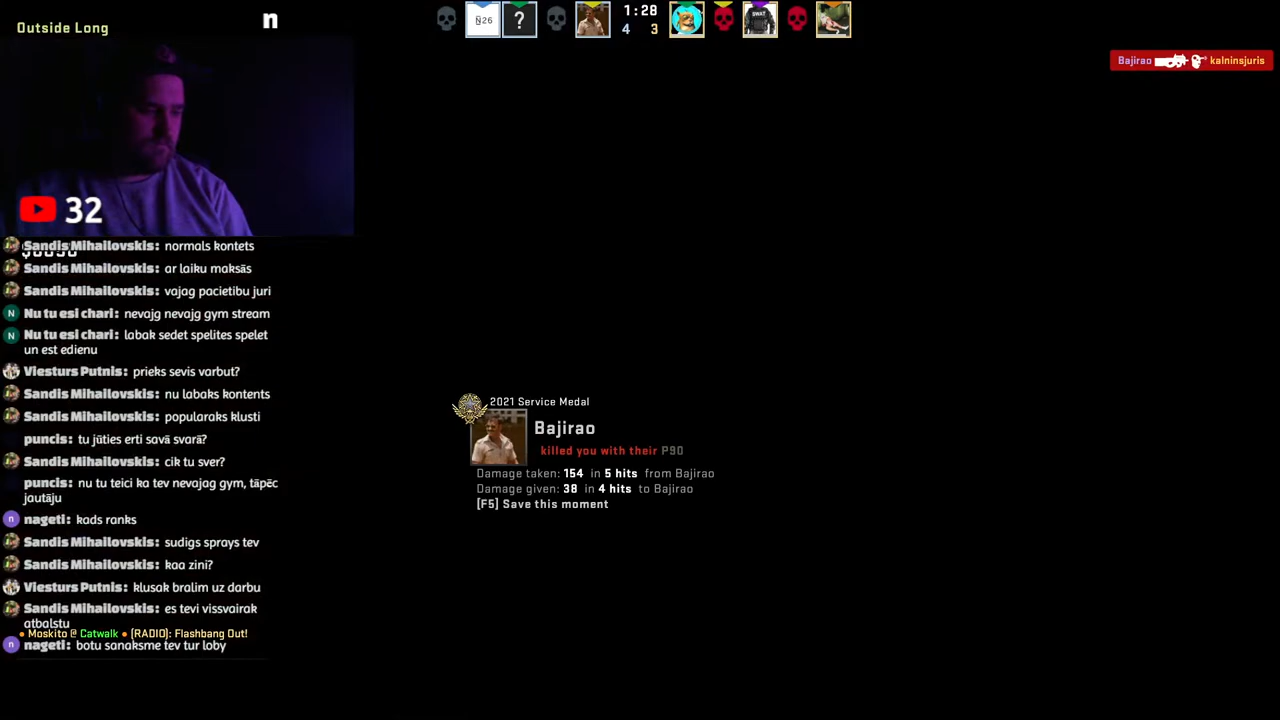 Outside Long
n
Ṉ26
?
1:28
4 3
SWAT
Bajirao kalninsjuris
32
Sandis Mihailovskis: normals kontets
Sandis Mihailovskis: ar laiku maksās
Sandis Mihailovskis: vajag pacietibu juri
Nu tu esi chari: nevajg nevajg gym stream
Nu tu esi chari: labak sedet spelites spelet
un est edienu
Viesturs Putnis: prieks sevis varbut?
Sandis Mihailovskis: nu labaks kontents
Sandis Mihailovskis: popularaks klusti
puncis: tu jūties erti savā svarā?
Sandis Mihailovskis: cik tu sver?
puncis: nu tu teici ka tev nevajag gym, tāpēc
jautāju
nageti: kads ranks
Sandis Mihailovskis: sudigs sprays tev
Sandis Mihailovskis: kaa zini?
Viesturs Putnis: klusak bralim uz darbu
Sandis Mihailovskis: es tevi vissvairak
atbalstu
● Moskito @ Catwalk ● (RADIO): Flashbang Out!
nageti: botu sanaksme tev tur loby
2021 Service Medal
Bajirao
killed you with their P90
Damage taken: 154 in 5 hits from Bajirao
Damage given: 38 in 4 hits to Bajirao
[F5] Save this moment